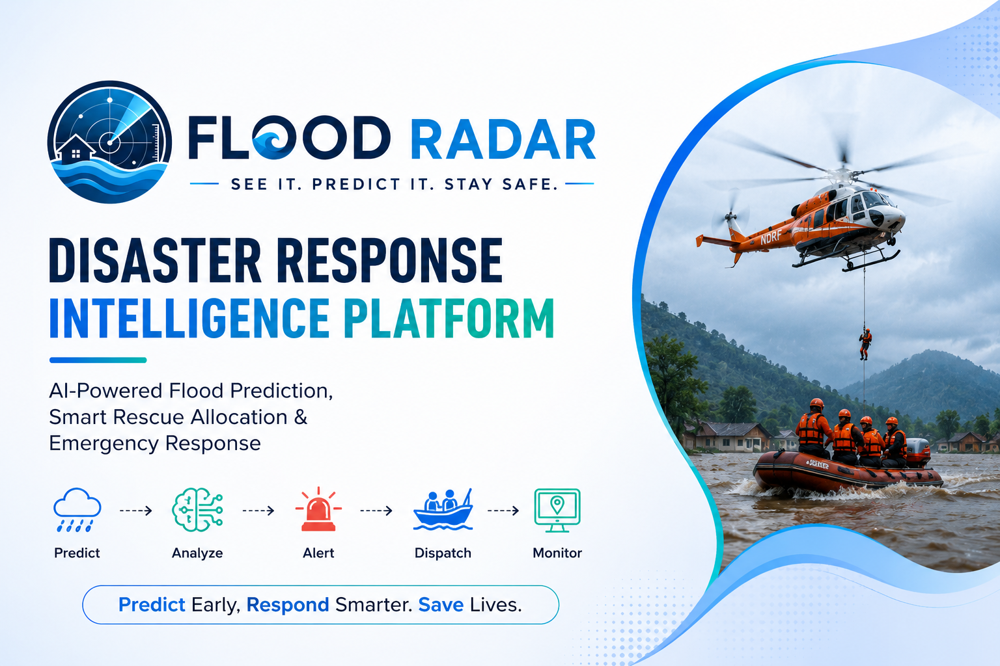 FLOOD RADAR
SEE IT. PREDICT IT. STAY SAFE.
DISASTER RESPONSE
INTELLIGENCE PLATFORM
AI-Powered Flood Prediction,
Smart Rescue Allocation &
Emergency Response
Predict
Analyze
Alert
Dispatch
Monitor
Predict Early, Respond Smarter. Save Lives.
NDRF